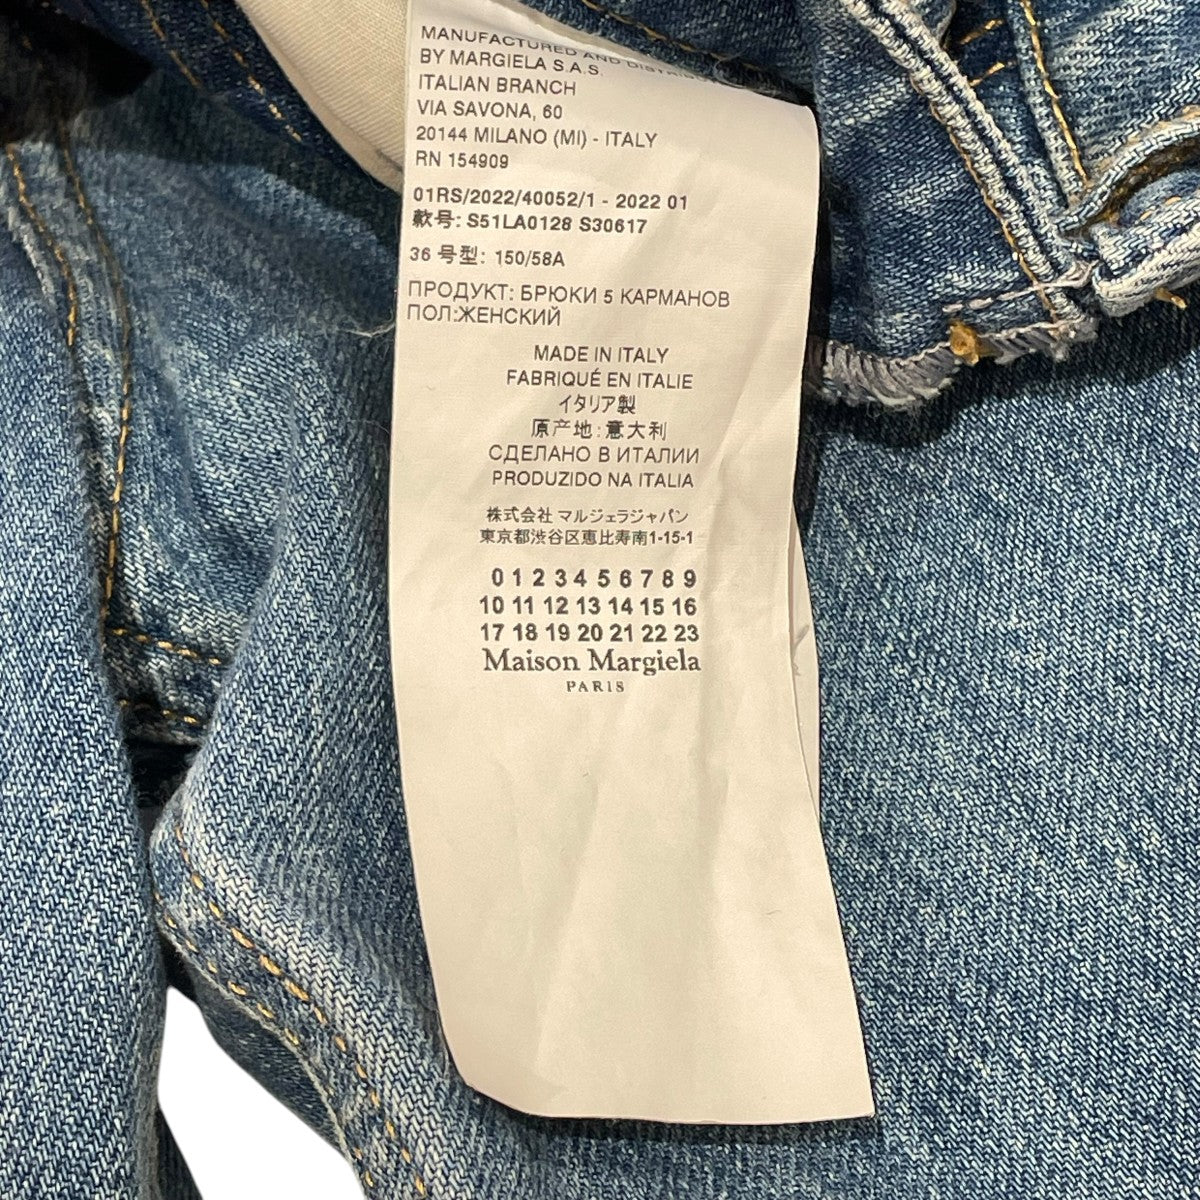 MANUFACTURED AND
BY MARGIELA S.A.S.
ITALIAN BRANCH
VIA SAVONA, 60
20144 MILANO (MI) - ITALY
RN 154909
01RS/2022/40052/1 - 2022 01
款号: S51LA0128 S30617
36 号型: 150/58A
ПРОДУКТ: БРЮКИ 5 КАРМАНОВ
ПОЛ:ЖЕНСКИЙ
MADE IN ITALY
FABRIQUÉ EN ITALIE
イタリア製
原产地:意大利
СДЕЛАНО В ИТАЛИИ
PRODUZIDO NA ITALIA
株式会社 マルジェラジャパン
東京都渋谷区恵比寿南1-15-1
0 1 2 3 4 5 6 7 8 9
10 11 12 13 14 15 16
17 18 19 20 21 22 23
Maison Margiela
PARIS